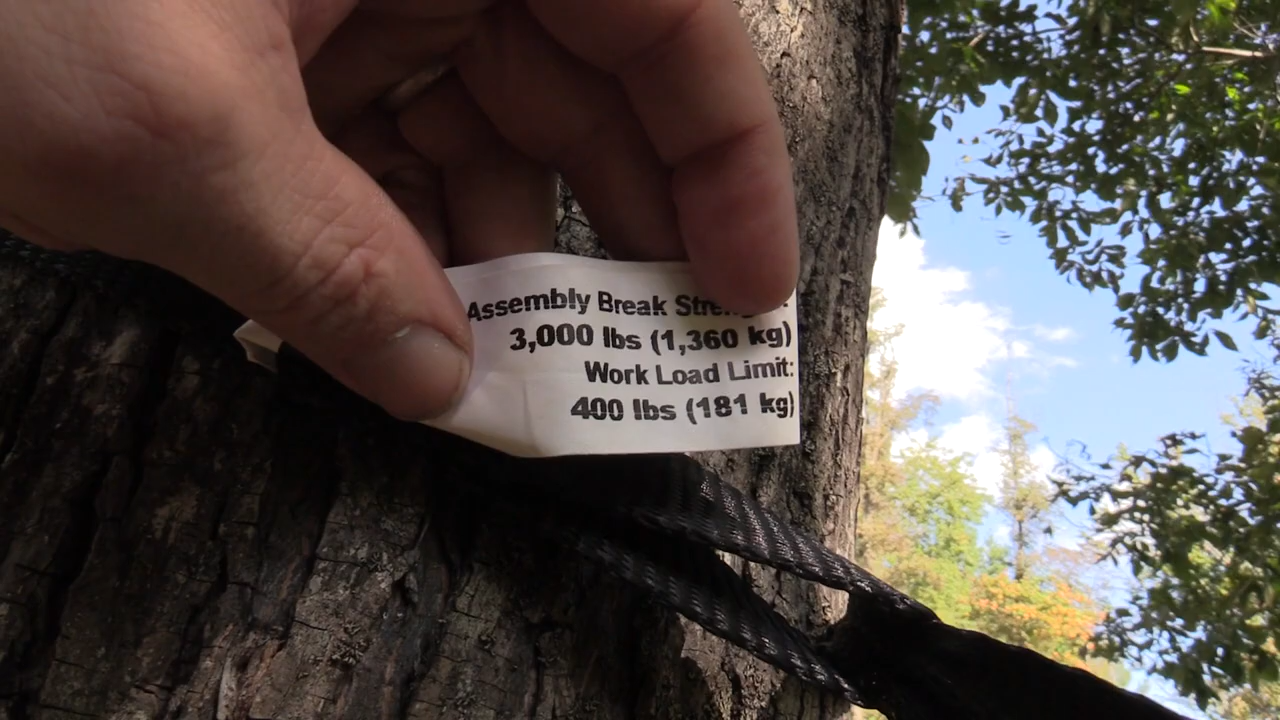 Assembly Break
3,000 lbs (1,360 kg)
Work Load Limit:
400 lbs (181 kg)